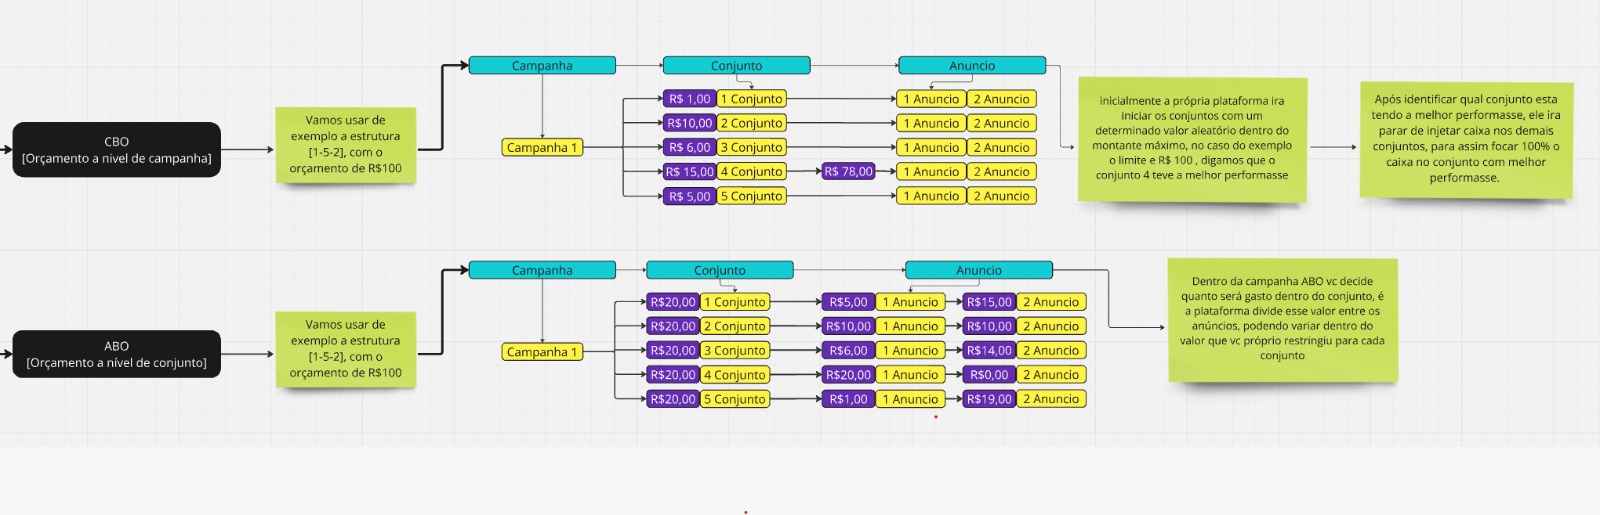 CBO
[Orçamento a nivel de campanha]
Vamos usar de
exemplo a estrutura
[1-5-2], com o
orçamento de R$100
Campanha
Conjunto
Anuncio
Campanha 1
R$ 1,00 1 Conjunto 1 Anuncio 2 Anuncio
R$10,00 2 Conjunto 1 Anuncio 2 Anuncio
R$ 6,00 3 Conjunto 1 Anuncio 2 Anuncio
R$ 15,00 4 Conjunto R$ 78,00 1 Anuncio 2 Anuncio
R$ 5,00 5 Conjunto 1 Anuncio 2 Anuncio
inicialmente a própria plataforma ira
iniciar os conjuntos com um
determinado valor aleatório dentro do
montante máximo, no caso do exemplo
o limite e R$ 100 , digamos que o
conjunto 4 teve a melhor performasse
Após identificar qual conjunto esta
tendo a melhor performasse, ele ira
parar de injetar caixa nos demais
conjuntos, para assim focar 100% o
caixa no conjunto com melhor
performasse.
ABO
[Orçamento a nível de conjunto]
Vamos usar de
exemplo a estrutura
[1-5-2], com o
orçamento de R$100
Campanha
Conjunto
Anuncio
Campanha 1
R$20,00 1 Conjunto R$5,00 1 Anuncio R$15,00 2 Anuncio
R$20,00 2 Conjunto R$10,00 1 Anuncio R$10,00 2 Anuncio
R$20,00 3 Conjunto R$6,00 1 Anuncio R$14,00 2 Anuncio
R$20,00 4 Conjunto R$20,00 1 Anuncio R$0,00 2 Anuncio
R$20,00 5 Conjunto R$1,00 1 Anuncio R$19,00 2 Anuncio
Dentro da campanha ABO vc decide
quanto será gasto dentro do conjunto, é
a plataforma divide esse valor entre os
anúncios, podendo variar dentro do
valor que vc próprio restringiu para cada
conjunto